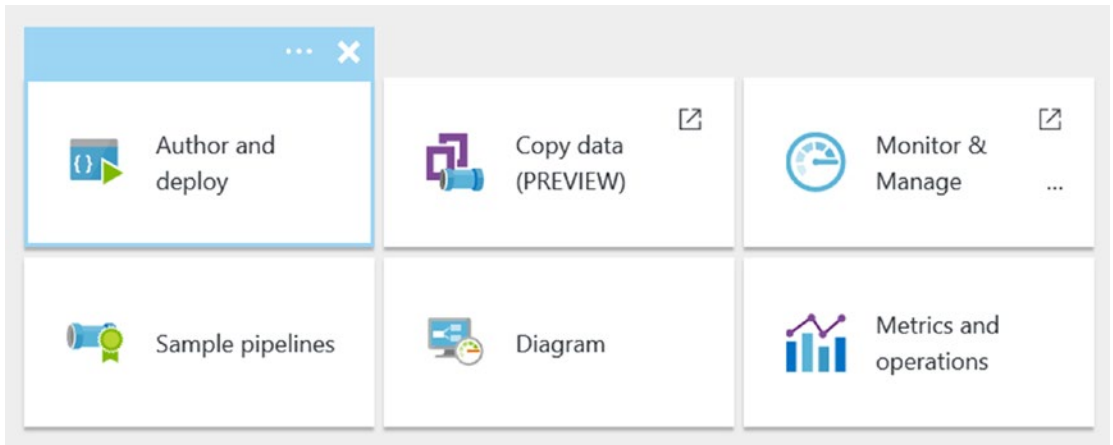 Author and
deploy
Copy data
(PREVIEW)
Monitor &
Manage
...
Sample pipelines
Diagram
Metrics and
operations